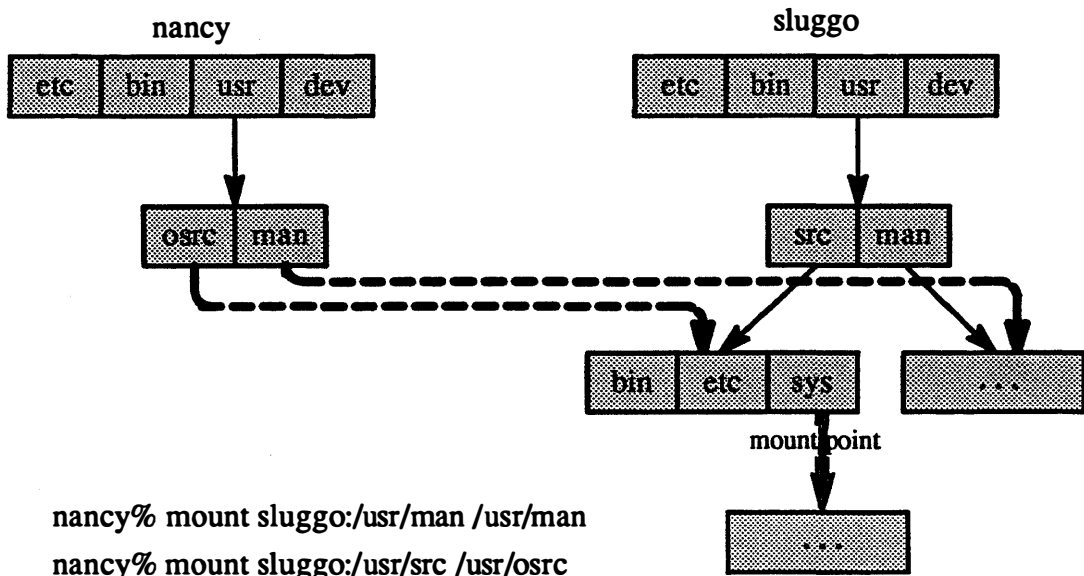 nancy
sluggo
etc bin usr dev
etc bin usr dev
osrc man
src man
bin etc sys
...
mount point
...
nancy% mount sluggo:/usr/man /usr/man
nancy% mount sluggo:/usr/src /usr/osrc